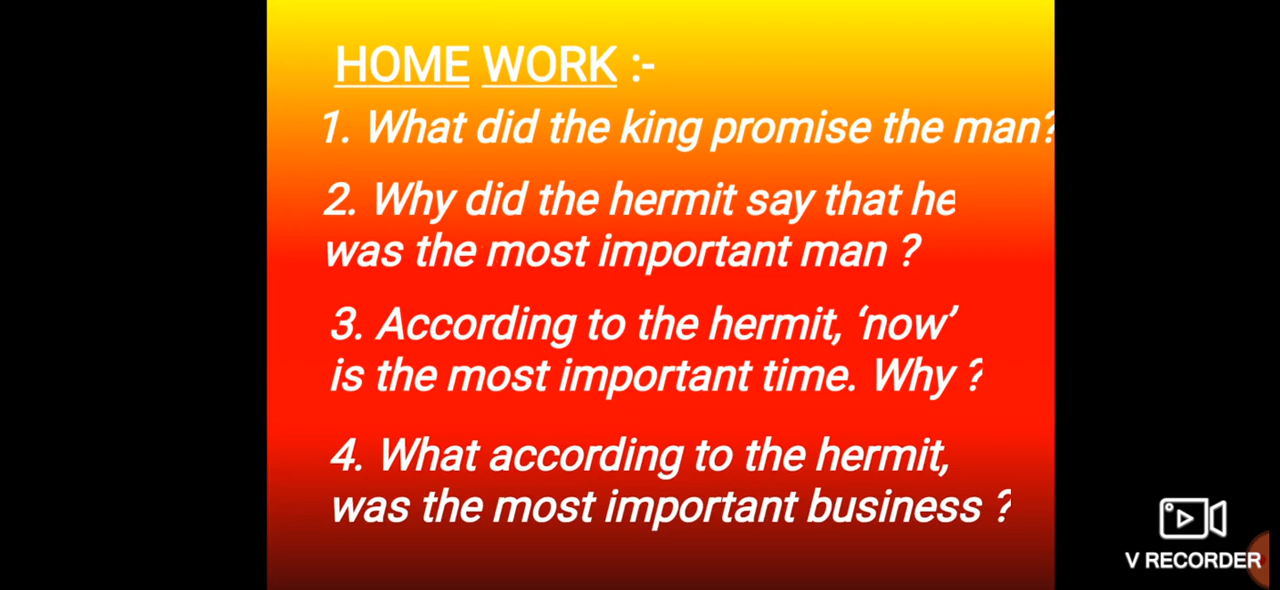 HOME WORK :-
1. What did the king promise the man?
2. Why did the hermit say that he
was the most important man ?
3. According to the hermit, ‘now’
is the most important time. Why ?
4. What according to the hermit,
was the most important business ?
V RECORDER